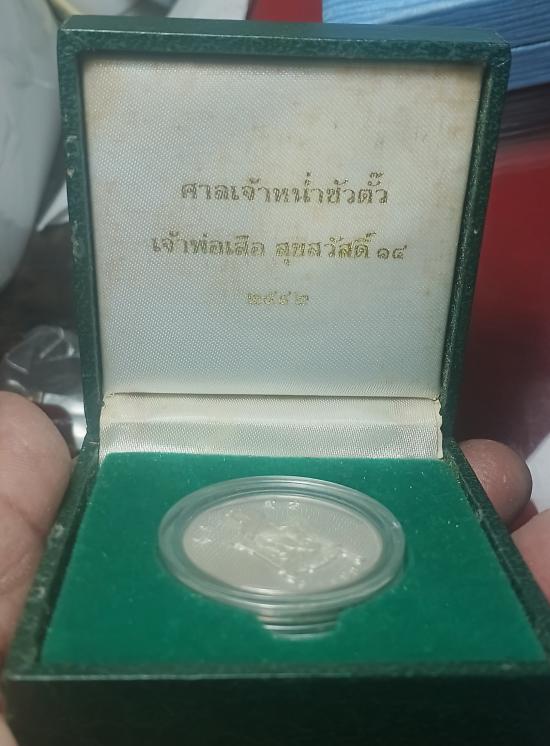 ศาลเจ้าหน่ำซัวตั๊ว
เจ้าพ่อเสือ สุขสวัสดิ์ ๑๔
๒๕๔๒